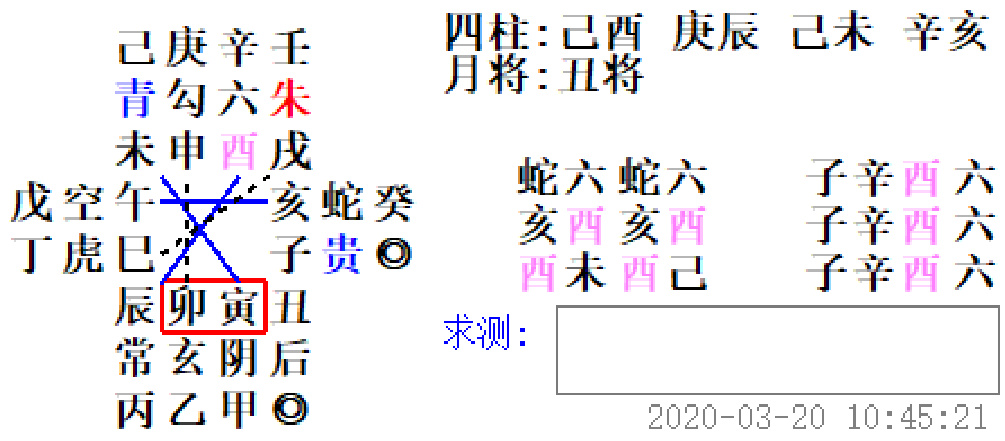 己庚辛壬
青勾六朱
未申酉戌
戊空午 亥蛇癸
丁虎巳 子贵◎
辰卯寅丑
常玄阴后
丙乙甲◎
四柱:己酉 庚辰 己未 辛亥
月将:丑将
蛇六蛇六 子辛酉六
亥酉亥酉 子辛酉六
酉未酉己 子辛酉六
求测:
2020-03-20 10:45:21